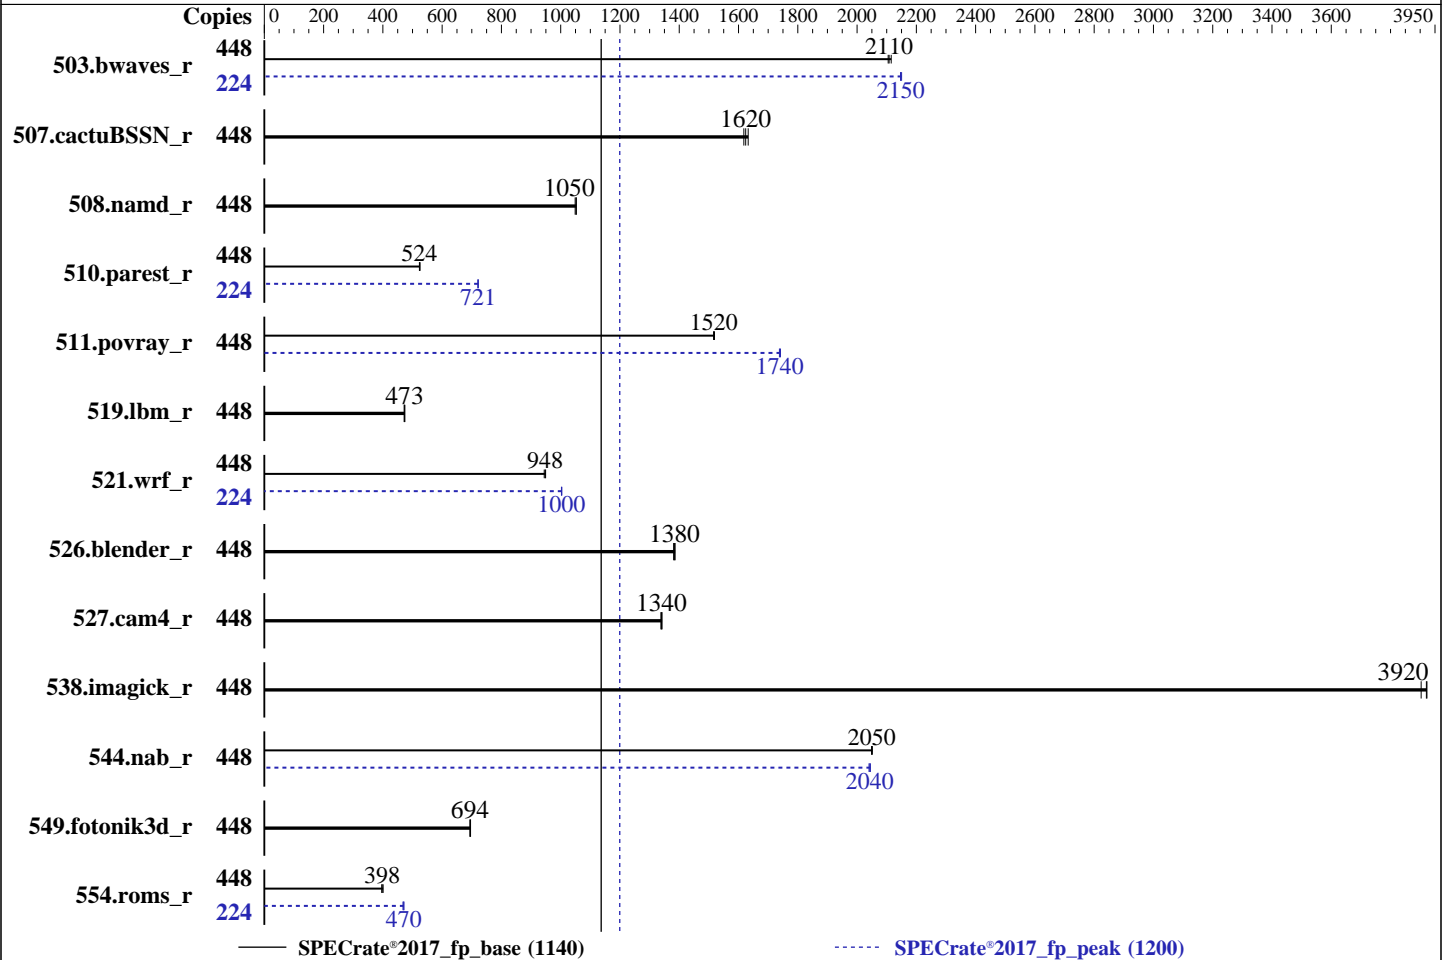 Copies 0 200 400 600 800 1000 1200 1400 1600 1800 2000 2200 2400 2600 2800 3000 3200 3400 3600 3950
503.bwaves_r 448 2110
224 2150
507.cactuBSSN_r 448 1620
508.namd_r 448 1050
510.parest_r 448 524
224 721
511.povray_r 448 1520
1740
519.lbm_r 448 473
521.wrf_r 448 948
224 1000
526.blender_r 448 1380
527.cam4_r 448 1340
538.imagick_r 448 3920
544.nab_r 448 2050
2040
549.fotonik3d_r 448 694
554.roms_r 448 398
224 470
SPECrate®2017_fp_base (1140) SPECrate®2017_fp_peak (1200)